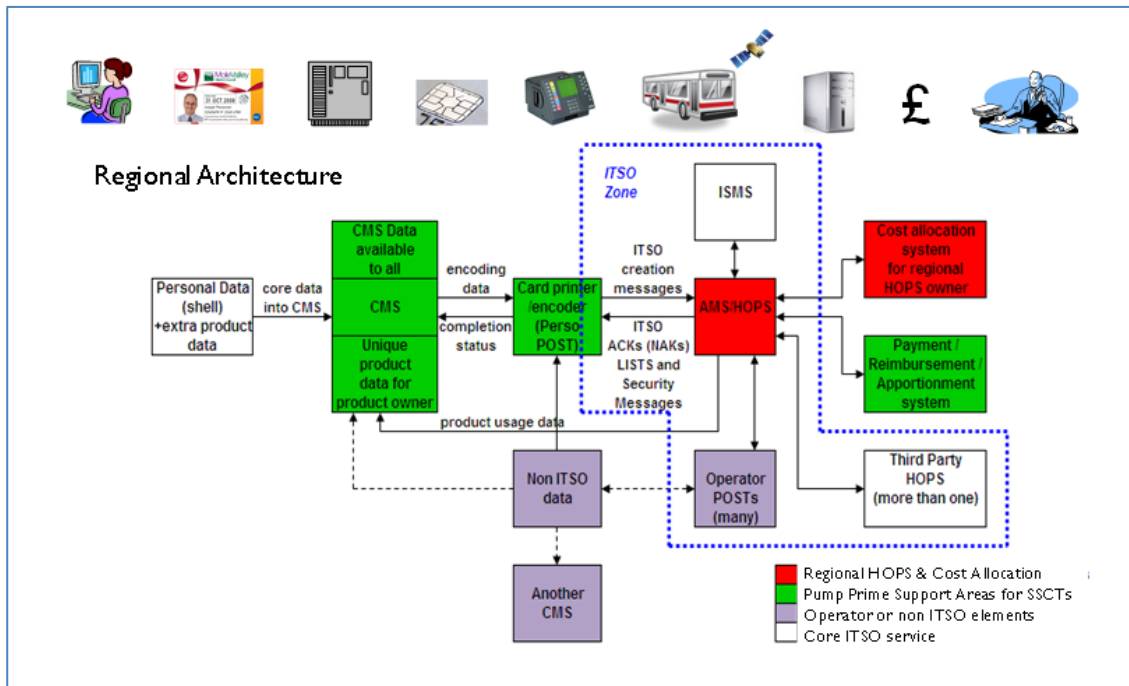 MoleValley
31 OCT 2009
£
Regional Architecture
ITSO
Zone
ISMS
CMS Data
available
to all
Cost allocation
system
for regional
HOPS owner
Personal Data
(shell)
+extra product
data
core data
into CMS
CMS
encoding
data
completion
status
Card printer
/encoder
(Perso
POST)
ITSO
creation
messages
ITSO
ACKs (NAKs)
LISTS and
Security
Messages
AMS/HOPS
Unique
product
data for
product owner
Payment /
Reimbursement /
Apportionment
system
product usage data
Non ITSO
data
Operator
POSTs
(many)
Third Party
HOPS
(more than one)
Another
CMS
Regional HOPS & Cost Allocation
Pump Prime Support Areas for SSCTs
Operator or non ITSO elements
Core ITSO service